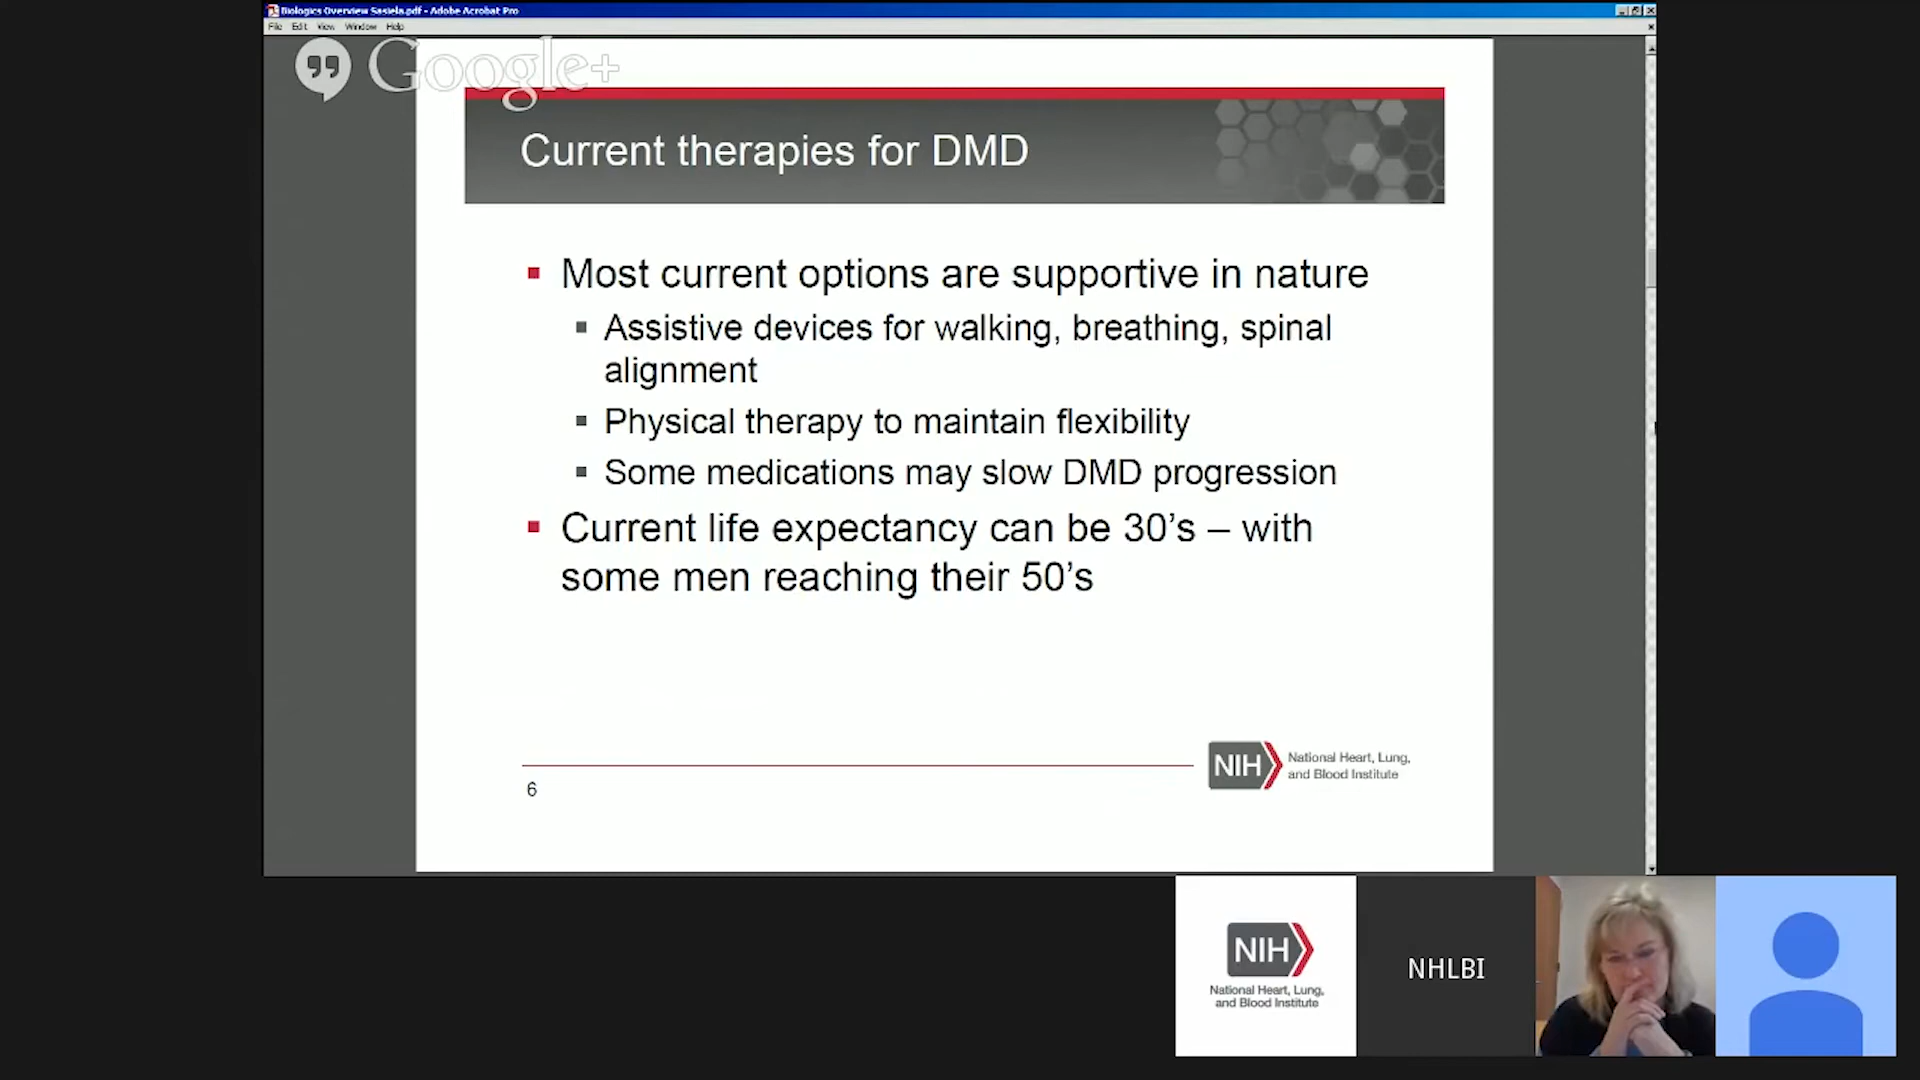 Biologics Overview Sasiela.pdf - Adobe Acrobat Pro
File Edit View Window Help
Google+
Current therapies for DMD
Most current options are supportive in nature
Assistive devices for walking, breathing, spinal
alignment
Physical therapy to maintain flexibility
Some medications may slow DMD progression
Current life expectancy can be 30's – with
some men reaching their 50's
NIH National Heart, Lung,
and Blood Institute
6
NIH
National Heart, Lung,
and Blood Institute
NHLBI